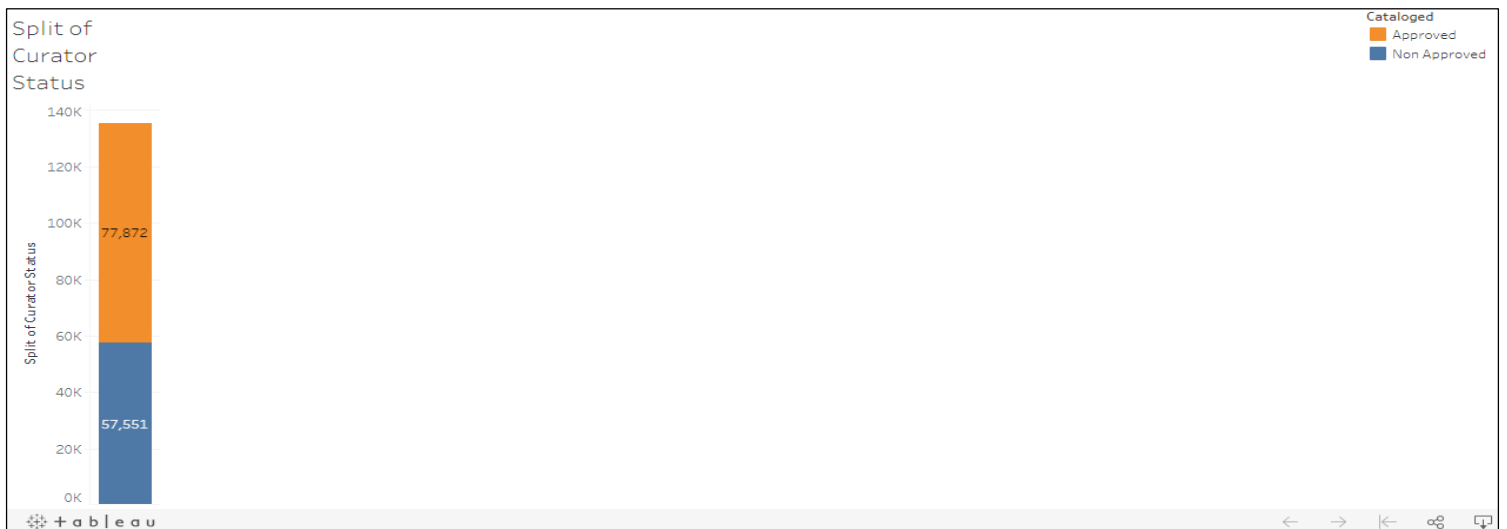 Split of
Curator
Status
Cataloged
Approved
Non Approved
140K
120K
100K
80K
60K
40K
20K
0K
Split of Curator Status
77,872
57,551
+ a b | e a u